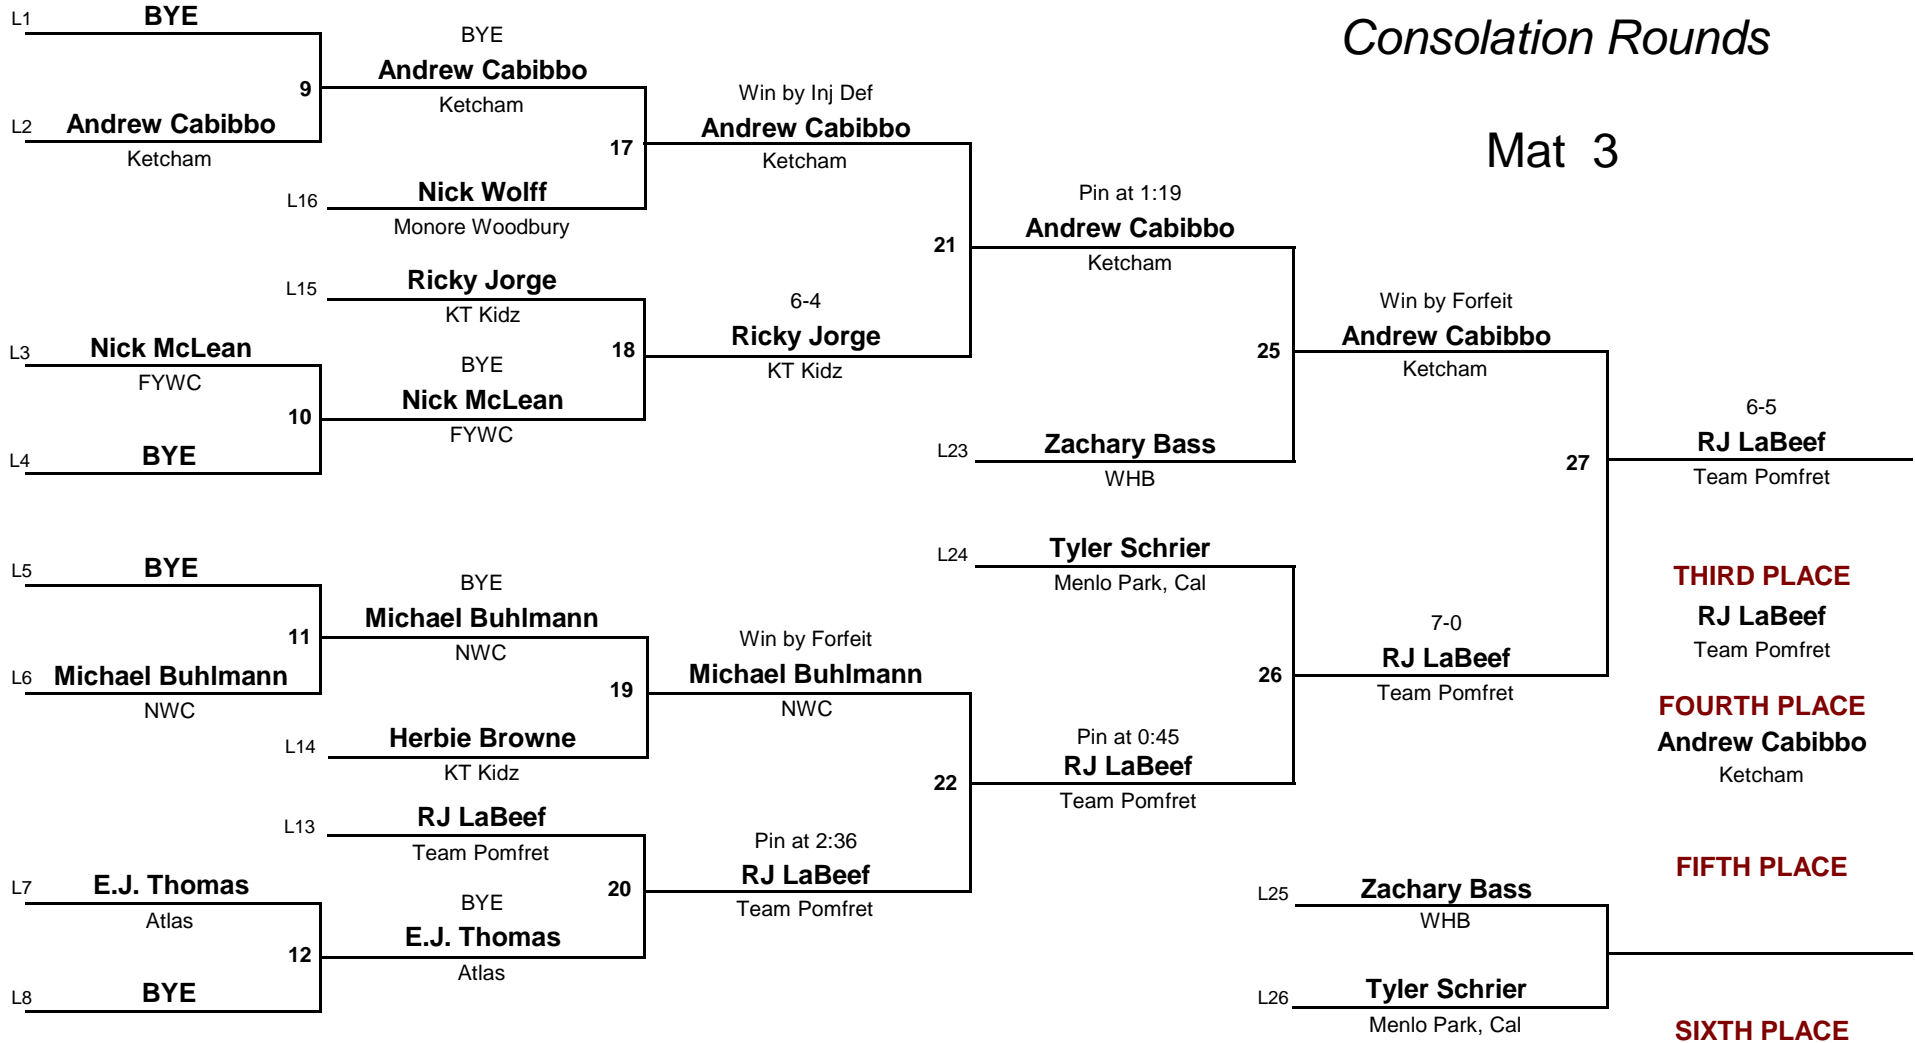 Consolation Rounds
Mat 3
L1 BYE
9
L2 Andrew Cabibbo
Ketcham
L3 Nick McLean
FYWC
10
L4 BYE
L5 BYE
11
L6 Michael Buhlmann
NWC
L7 E.J. Thomas
Atlas
12
L8 BYE
BYE
Andrew Cabibbo
Ketcham
17
L16 Nick Wolff
Monore Woodbury
L15 Ricky Jorge
KT Kidz
18
BYE
Nick McLean
FYWC
BYE
Michael Buhlmann
NWC
19
L14 Herbie Browne
KT Kidz
L13 RJ LaBeef
Team Pomfret
20
BYE
E.J. Thomas
Atlas
Win by Inj Def
Andrew Cabibbo
Ketcham
21
6-4
Ricky Jorge
KT Kidz
Win by Forfeit
Michael Buhlmann
NWC
22
Pin at 2:36
RJ LaBeef
Team Pomfret
Pin at 1:19
Andrew Cabibbo
Ketcham
25
L23 Zachary Bass
WHB
L24 Tyler Schrier
Menlo Park, Cal
26
Pin at 0:45
RJ LaBeef
Team Pomfret
Win by Forfeit
Andrew Cabibbo
Ketcham
27
7-0
RJ LaBeef
Team Pomfret
6-5
RJ LaBeef
Team Pomfret
THIRD PLACE
RJ LaBeef
Team Pomfret
FOURTH PLACE
Andrew Cabibbo
Ketcham
FIFTH PLACE
L25 Zachary Bass
WHB
L26 Tyler Schrier
Menlo Park, Cal
SIXTH PLACE